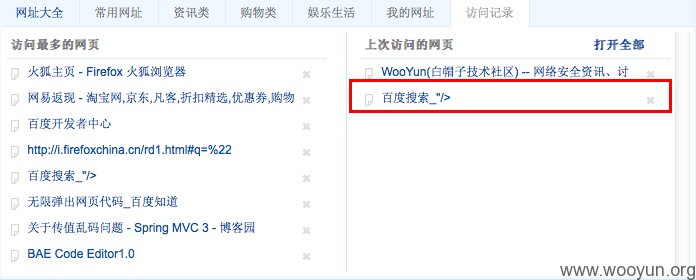 网址大全 常用网址 资讯类 购物类 娱乐生活 我的网址 访问记录
访问最多的网页
火狐主页 - Firefox 火狐浏览器
网易返现 - 淘宝网,京东,凡客,折扣精选,优惠券,购物
百度开发者中心
http://i.firefoxchina.cn/rd1.html#q=%22
百度搜索_"/>
无限弹出网页代码_百度知道
关于传值乱码问题 - Spring MVC 3 - 博客园
BAE Code Editor1.0
上次访问的网页 打开全部
WooYun(白帽子技术社区) -- 网络安全资讯、讨
百度搜索_"/>
www.wooyun.org